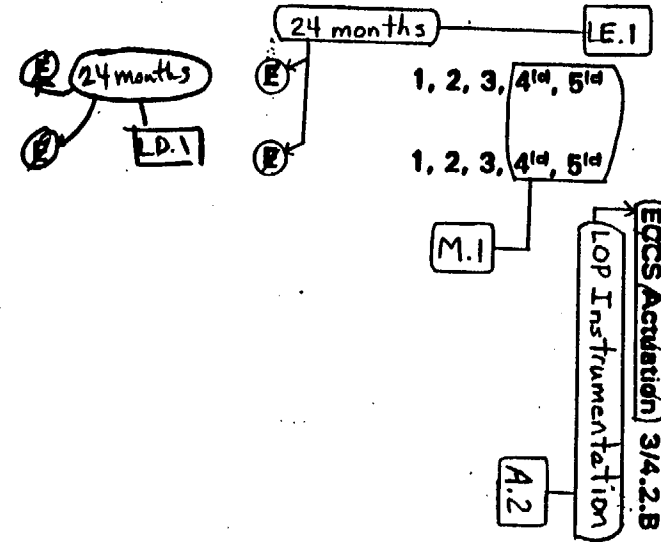 24 months
LE.1
E
24 months
E
1, 2, 3, 4(d), 5(d)
E
LD.1
E
1, 2, 3, 4(d), 5(d)
M.1
ECCS Actuation 3/4.2.B
LOP Instrumentation
A.2